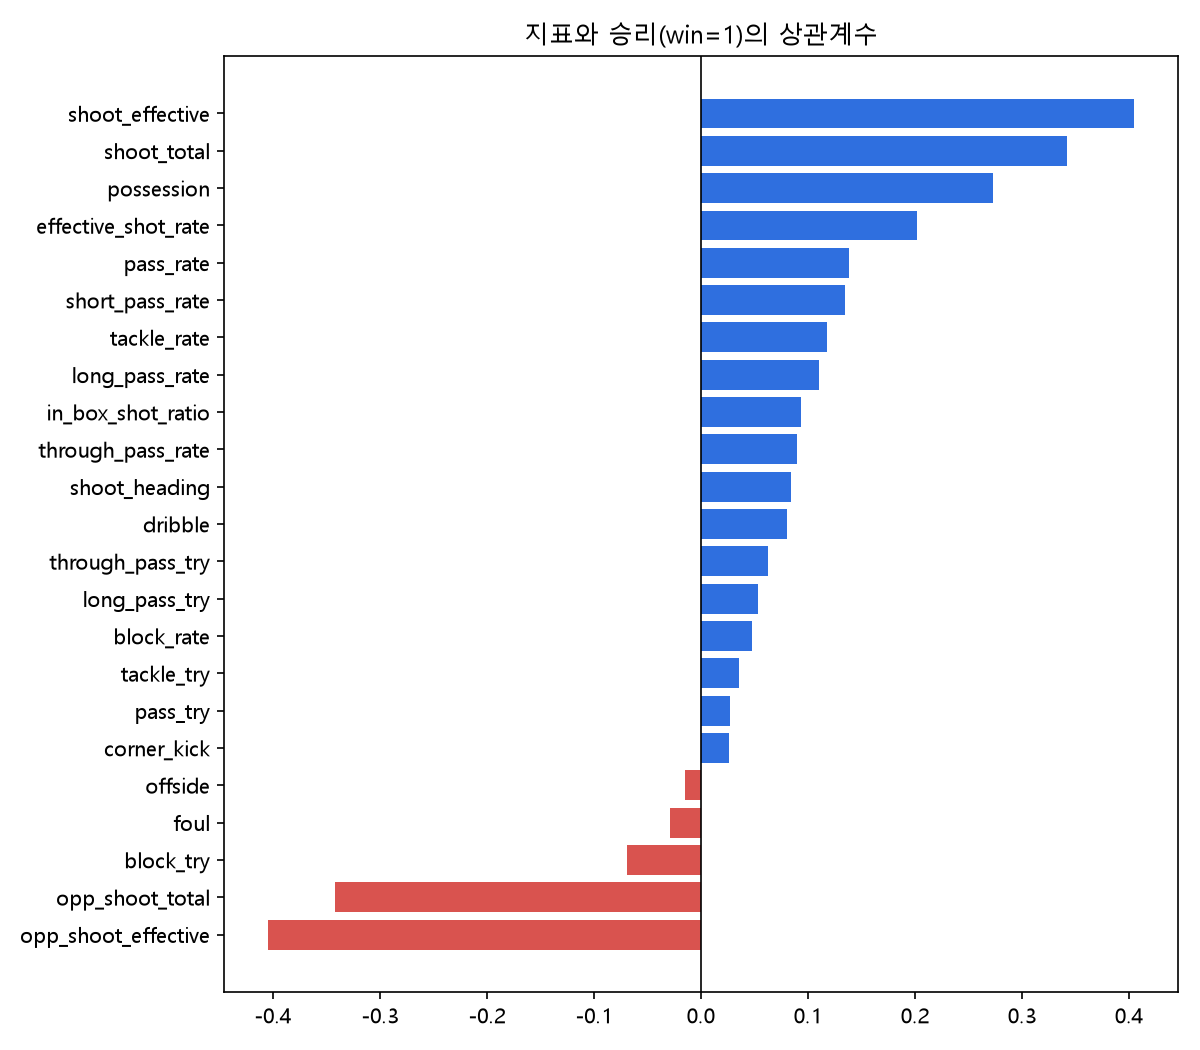 지표와 승리(win=1)의 상관계수
shoot_effective
shoot_total
possession
effective_shot_rate
pass_rate
short_pass_rate
tackle_rate
long_pass_rate
in_box_shot_ratio
through_pass_rate
shoot_heading
dribble
through_pass_try
long_pass_try
block_rate
tackle_try
pass_try
corner_kick
offside
foul
block_try
opp_shoot_total
opp_shoot_effective
-0.4 -0.3 -0.2 -0.1 0.0 0.1 0.2 0.3 0.4